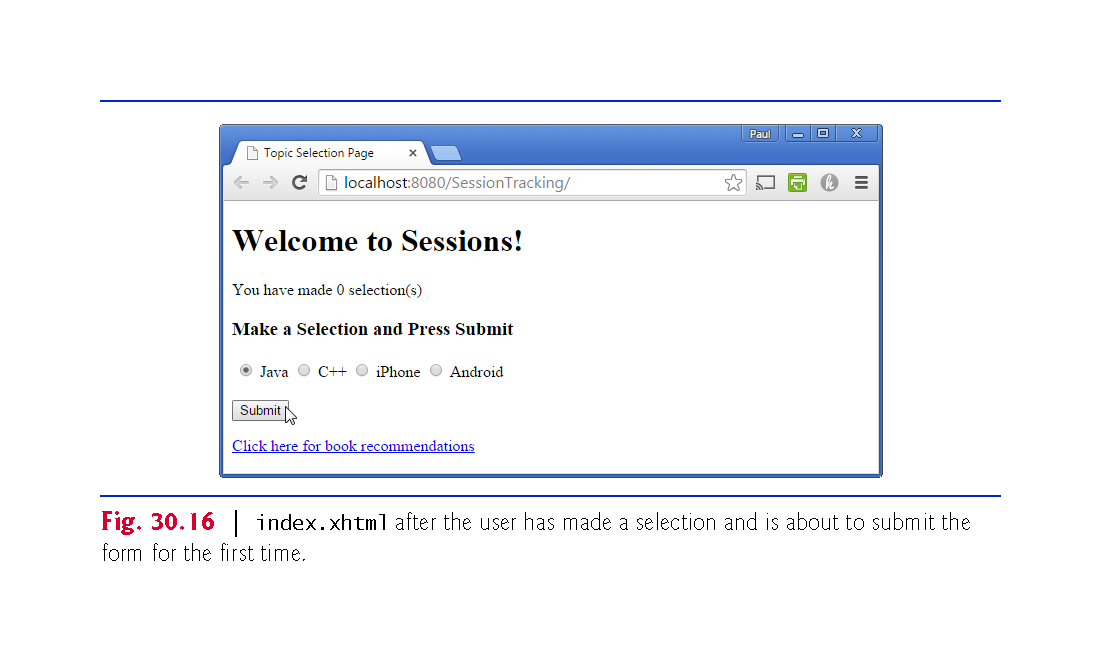 Paul
Topic Selection Page
localhost:8080/SessionTracking/
Welcome to Sessions!
You have made 0 selection(s)
Make a Selection and Press Submit
Java C++ iPhone Android
Submit
Click here for book recommendations
Fig. 30.16 | index.xhtml after the user has made a selection and is about to submit the
form for the first time.